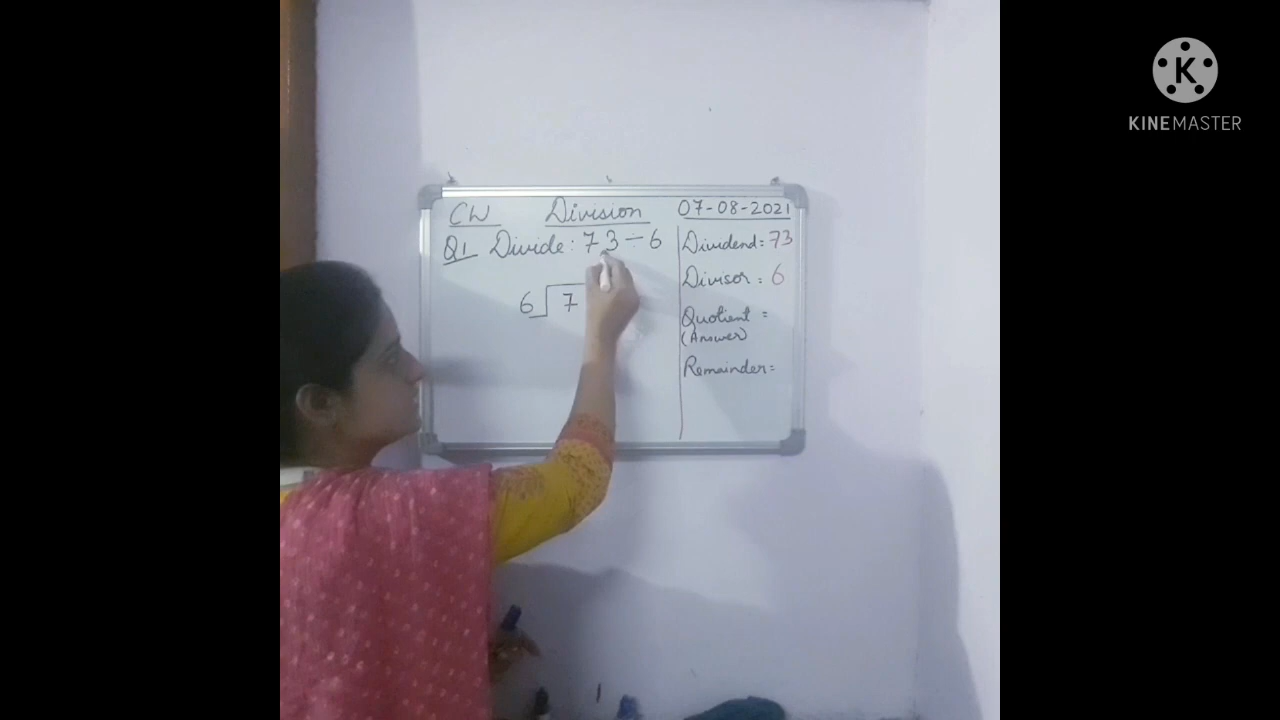 CW Division 07-08-2021
Q1 Divide: 73 ÷ 6
6 7
Dividend = 73
Divisor = 6
Quotient =
(Answer)
Remainder =
K
KINEMASTER